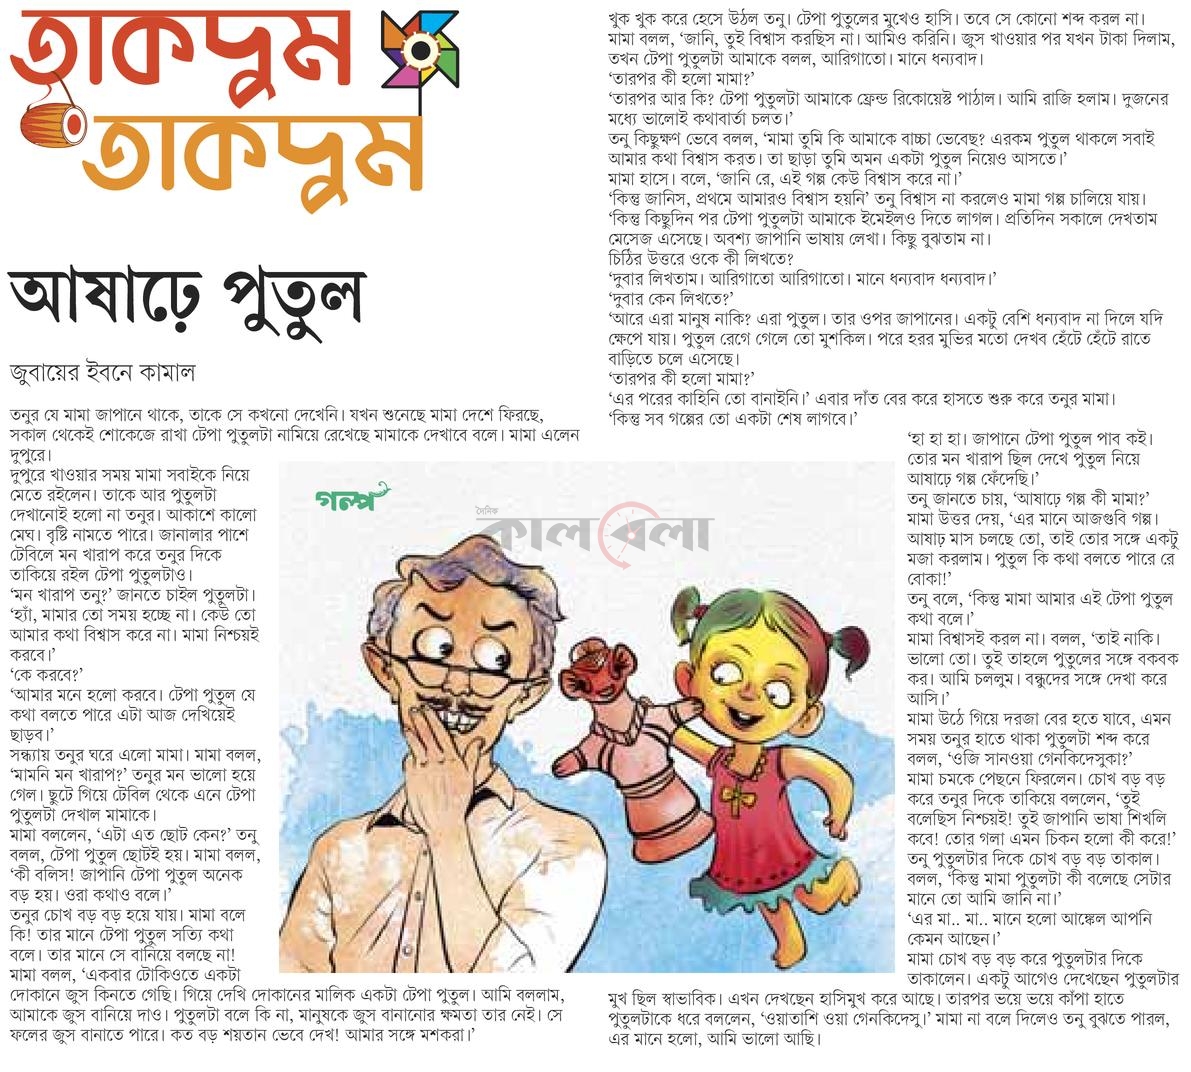 তাকদুম
তাকদুম
আষাঢ়ে পুতুল
জুবায়ের ইবনে কামাল
তনুর যে মামা জাপানে থাকে, তাকে সে কখনো দেখেনি। যখন শুনেছে মামা দেশে ফিরছে,
সকাল থেকেই শোকেজে রাখা টেপা পুতুলটা নামিয়ে রেখেছে মামাকে দেখাবে বলে। মামা এলেন
দুপুরে।
দুপুরে খাওয়ার সময় মামা সবাইকে নিয়ে
মেতে রইলেন। তাকে আর পুতুলটা
দেখানোই হলো না তনুর। আকাশে কালো
মেঘ। বৃষ্টি নামতে পারে। জানালার পাশে
টেবিলে মন খারাপ করে তনুর দিকে
তাকিয়ে রইল টেপা পুতুলটাও।
‘মন খারাপ তনু?’ জানতে চাইল পুতুলটা।
‘হ্যাঁ, মামার তো সময় হচ্ছে না। কেউ তো
আমার কথা বিশ্বাস করে না। মামা নিশ্চয়ই
করবে।’
‘কে করবে?’
‘আমার মনে হলো করবে। টেপা পুতুল যে
কথা বলতে পারে এটা আজ দেখিয়েই
ছাড়ব।’
সন্ধ্যায় তনুর ঘরে এলো মামা। মামা বলল,
‘মামনি মন খারাপ?’ তনুর মন ভালো হয়ে
গেল। ছুটে গিয়ে টেবিল থেকে এনে টেপা
পুতুলটা দেখাল মামাকে।
মামা বললেন, ‘এটা এত ছোট কেন?’ তনু
বলল, টেপা পুতুল ছোটই হয়। মামা বলল,
‘কী বলিস! জাপানি টেপা পুতুল অনেক
বড় হয়। ওরা কথাও বলে।’
তনুর চোখ বড় বড় হয়ে যায়। মামা বলে
কি! তার মানে টেপা পুতুল সত্যি কথা
বলে। তার মানে সে বানিয়ে বলছে না!
মামা বলল, ‘একবার টোকিওতে একটা
দোকানে জুস কিনতে গেছি। গিয়ে দেখি দোকানের মালিক একটা টেপা পুতুল। আমি বললাম,
আমাকে জুস বানিয়ে দাও। পুতুলটা বলে কি না, মানুষকে জুস বানানোর ক্ষমতা তার নেই। সে
ফলের জুস বানাতে পারে। কত বড় শয়তান ভেবে দেখ! আমার সঙ্গে মশকরা।’
গল্প
দৈনিক
কালবেলা
খুক খুক করে হেসে উঠল তনু। টেপা পুতুলের মুখেও হাসি। তবে সে কোনো শব্দ করল না।
মামা বলল, ‘জানি, তুই বিশ্বাস করছিস না। আমিও করিনি। জুস খাওয়ার পর যখন টাকা দিলাম,
তখন টেপা পুতুলটা আমাকে বলল, আরিগাতো। মানে ধন্যবাদ।
‘তারপর কী হলো মামা?’
‘তারপর আর কি? টেপা পুতুলটা আমাকে ফ্রেন্ড রিকোয়েস্ট পাঠাল। আমি রাজি হলাম। দুজনের
মধ্যে ভালোই কথাবার্তা চলত।’
তনু কিছুক্ষণ ভেবে বলল, ‘মামা তুমি কি আমাকে বাচ্চা ভেবেছ? এরকম পুতুল থাকলে সবাই
আমার কথা বিশ্বাস করত। তা ছাড়া তুমি অমন একটা পুতুল নিয়েও আসতে।’
মামা হাসে। বলে, ‘জানি রে, এই গল্প কেউ বিশ্বাস করে না।’
‘কিন্তু জানিস, প্রথমে আমারও বিশ্বাস হয়নি’ তনু বিশ্বাস না করলেও মামা গল্প চালিয়ে যায়।
‘কিন্তু কিছুদিন পর টেপা পুতুলটা আমাকে ইমেইলও দিতে লাগল। প্রতিদিন সকালে দেখতাম
মেসেজ এসেছে। অবশ্য জাপানি ভাষায় লেখা। কিছু বুঝতাম না।
চিঠির উত্তরে ওকে কী লিখতে?
‘দুবার লিখতাম। আরিগাতো আরিগাতো। মানে ধন্যবাদ ধন্যবাদ।’
‘দুবার কেন লিখতে?’
‘আরে এরা মানুষ নাকি? এরা পুতুল। তার ওপর জাপানের। একটু বেশি ধন্যবাদ না দিলে যদি
ক্ষেপে যায়। পুতুল রেগে গেলে তো মুশকিল। পরে হরর মুভির মতো দেখব হেঁটে হেঁটে রাতে
বাড়িতে চলে এসেছে।
‘তারপর কী হলো মামা?’
‘এর পরের কাহিনি তো বানাইনি।’ এবার দাঁত বের করে হাসতে শুরু করে তনুর মামা।
‘কিন্তু সব গল্পের তো একটা শেষ লাগবে।’
‘হা হা হা। জাপানে টেপা পুতুল পাব কই।
তোর মন খারাপ ছিল দেখে পুতুল নিয়ে
আষাঢ়ে গল্প ফেঁদেছি।’
তনু জানতে চায়, ‘আষাঢ়ে গল্প কী মামা?’
মামা উত্তর দেয়, ‘এর মানে আজগুবি গল্প।
আষাঢ় মাস চলছে তো, তাই তোর সঙ্গে একটু
মজা করলাম। পুতুল কি কথা বলতে পারে রে
বোকা!’
তনু বলে, ‘কিন্তু মামা আমার এই টেপা পুতুল
কথা বলে।’
মামা বিশ্বাসই করল না। বলল, ‘তাই নাকি।
ভালো তো। তুই তাহলে পুতুলের সঙ্গে বকবক
কর। আমি চললুম। বন্ধুদের সঙ্গে দেখা করে
আসি।’
মামা উঠে গিয়ে দরজা বের হতে যাবে, এমন
সময় তনুর হাতে থাকা পুতুলটা শব্দ করে
বলল, ‘ওজি সানওয়া গেনকিদেসুকা?’
মামা চমকে পেছনে ফিরলেন। চোখ বড় বড়
করে তনুর দিকে তাকিয়ে বললেন, ‘তুই
বলেছিস নিশ্চয়ই! তুই জাপানি ভাষা শিখলি
কবে! তোর গলা এমন চিকন হলো কী করে!’
তনু পুতুলটার দিকে চোখ বড় বড় তাকাল।
বলল, ‘কিন্তু মামা পুতুলটা কী বলেছে সেটার
মানে তো আমি জানি না।’
‘এর মা.. মা.. মানে হলো আঙ্কেল আপনি
কেমন আছেন।’
মামা চোখ বড় বড় করে পুতুলটার দিকে
তাকালেন। একটু আগেও দেখেছেন পুতুলটার
মুখ ছিল স্বাভাবিক। এখন দেখছেন হাসিমুখ করে আছে। তারপর ভয়ে ভয়ে কাঁপা হাতে
পুতুলটাকে ধরে বললেন, ‘ওয়াতাশি ওয়া গেনকিদেসু।’ মামা না বলে দিলেও তনু বুঝতে পারল,
এর মানে হলো, আমি ভালো আছি।